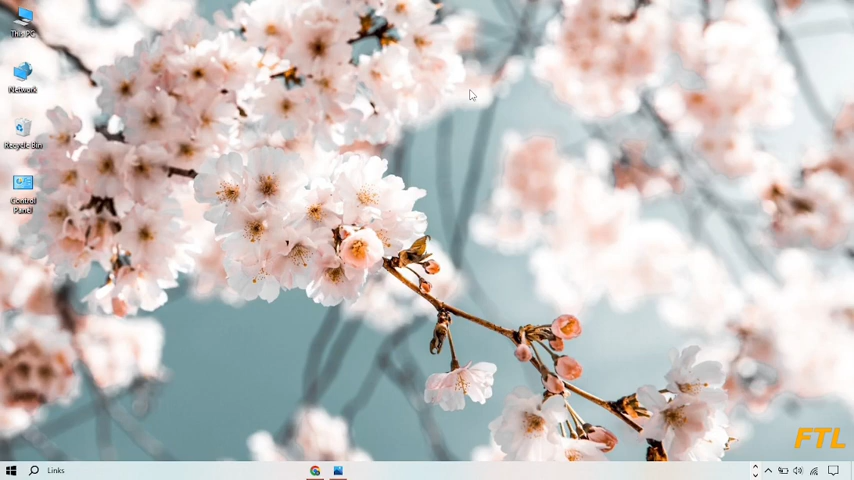 This PC
Network
Recycle Bin
Control
Panel
FTL
Links